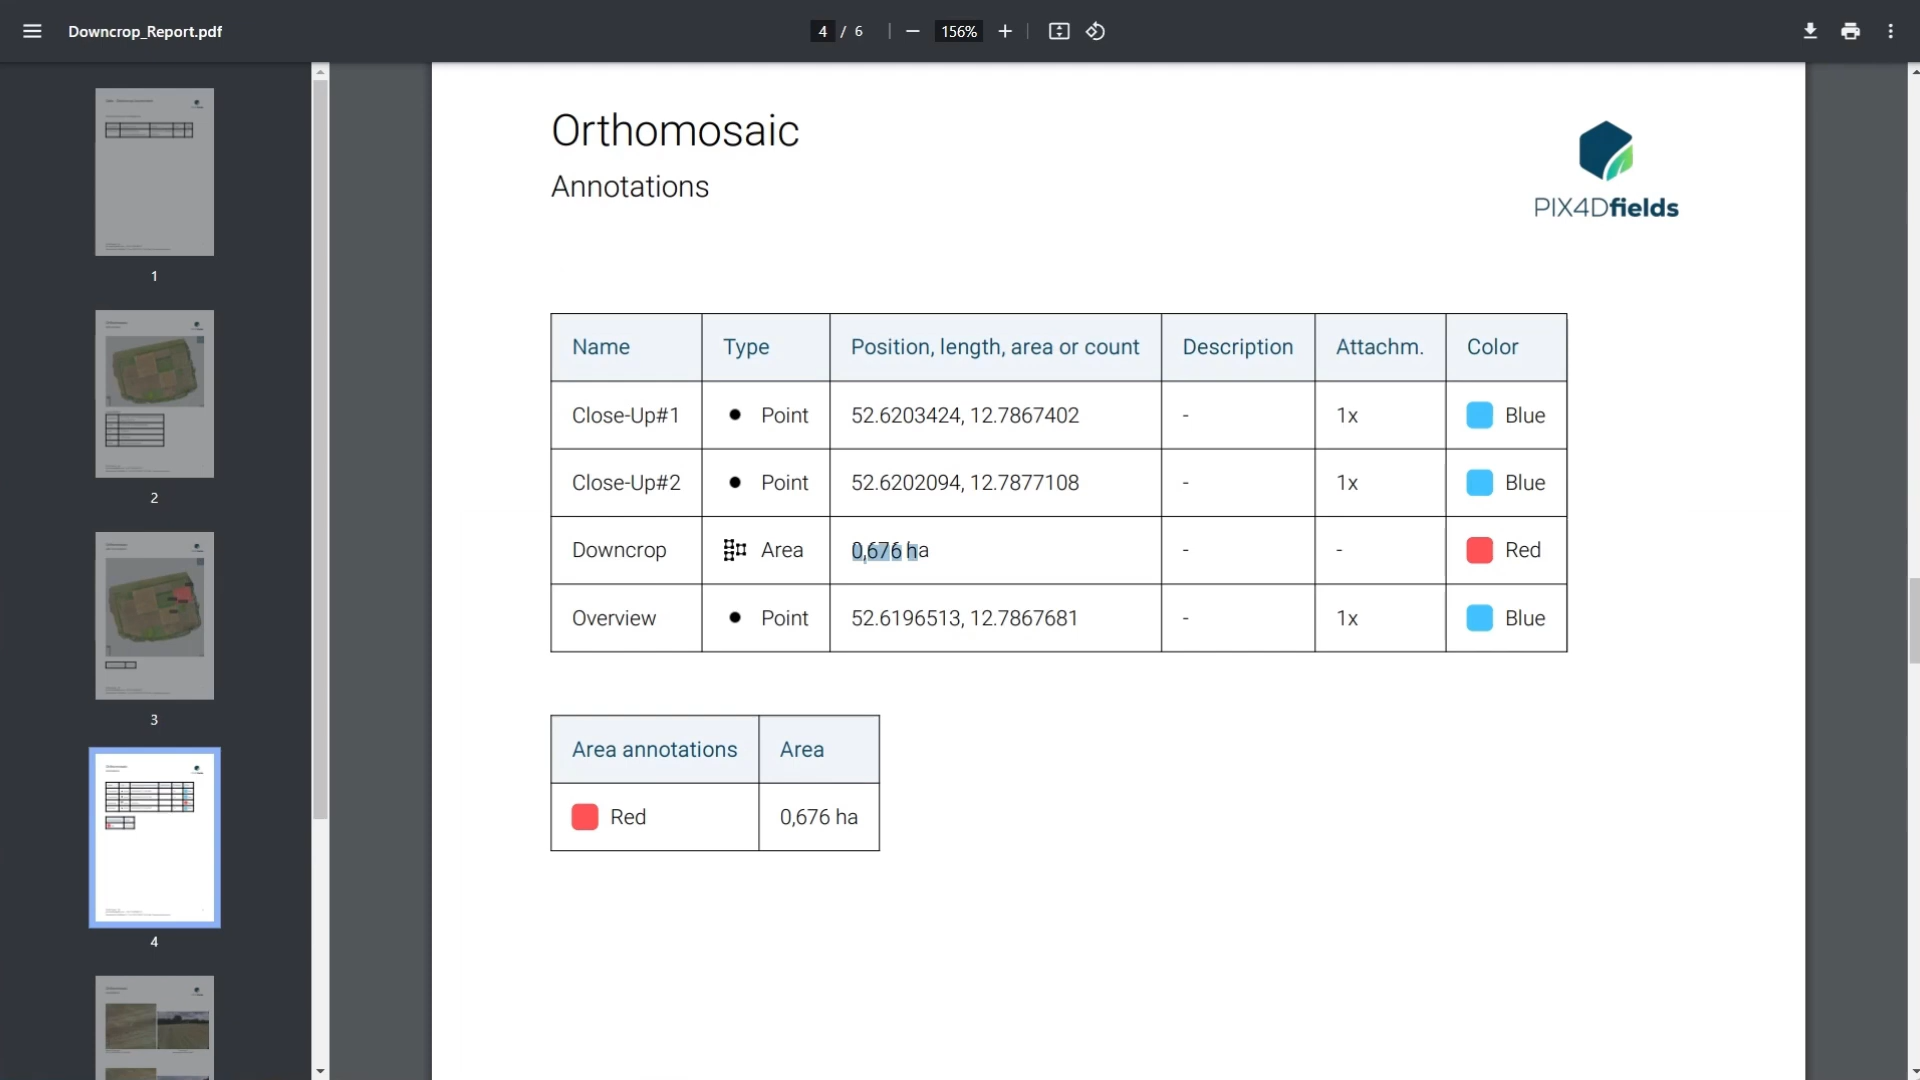 Downcrop_Report.pdf
4 / 6
156%
1
2
3
4
Orthomosaic
Annotations
PIX4Dfields
Name Type Position, length, area or count Description Attachm. Color
Close-Up#1 Point 52.6203424, 12.7867402 - 1x Blue
Close-Up#2 Point 52.6202094, 12.7877108 - 1x Blue
Downcrop Area 0,676 ha - - Red
Overview Point 52.6196513, 12.7867681 - 1x Blue
Area annotations Area
Red 0,676 ha